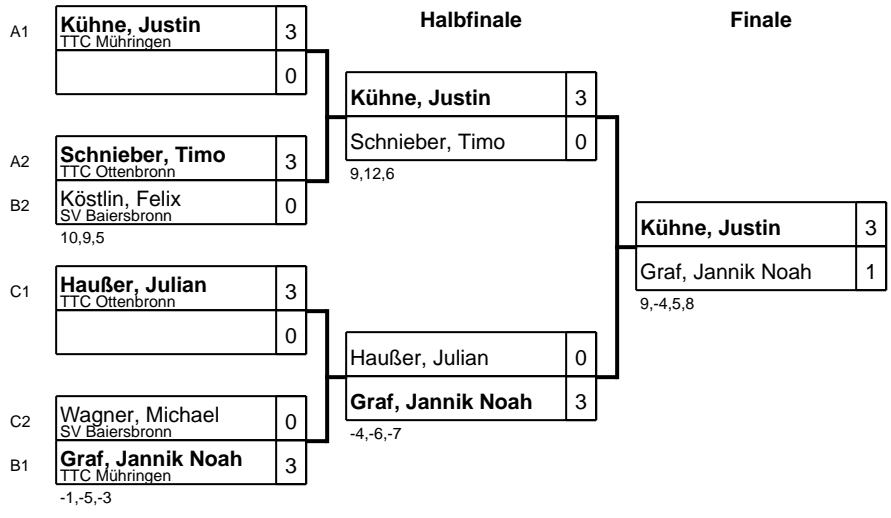 Halbfinale
Finale
A1 Kühne, Justin 3
TTC Mühringen
0
A2 Schnieber, Timo 3
TTC Ottenbronn
B2 Köstlin, Felix 0
SV Baiersbronn
10,9,5
C1 Haußer, Julian 3
TTC Ottenbronn
0
C2 Wagner, Michael 0
SV Baiersbronn
B1 Graf, Jannik Noah 3
TTC Mühringen
-1,-5,-3
Kühne, Justin 3
Schnieber, Timo 0
9,12,6
Haußer, Julian 0
Graf, Jannik Noah 3
-4,-6,-7
Kühne, Justin 3
Graf, Jannik Noah 1
9,-4,5,8